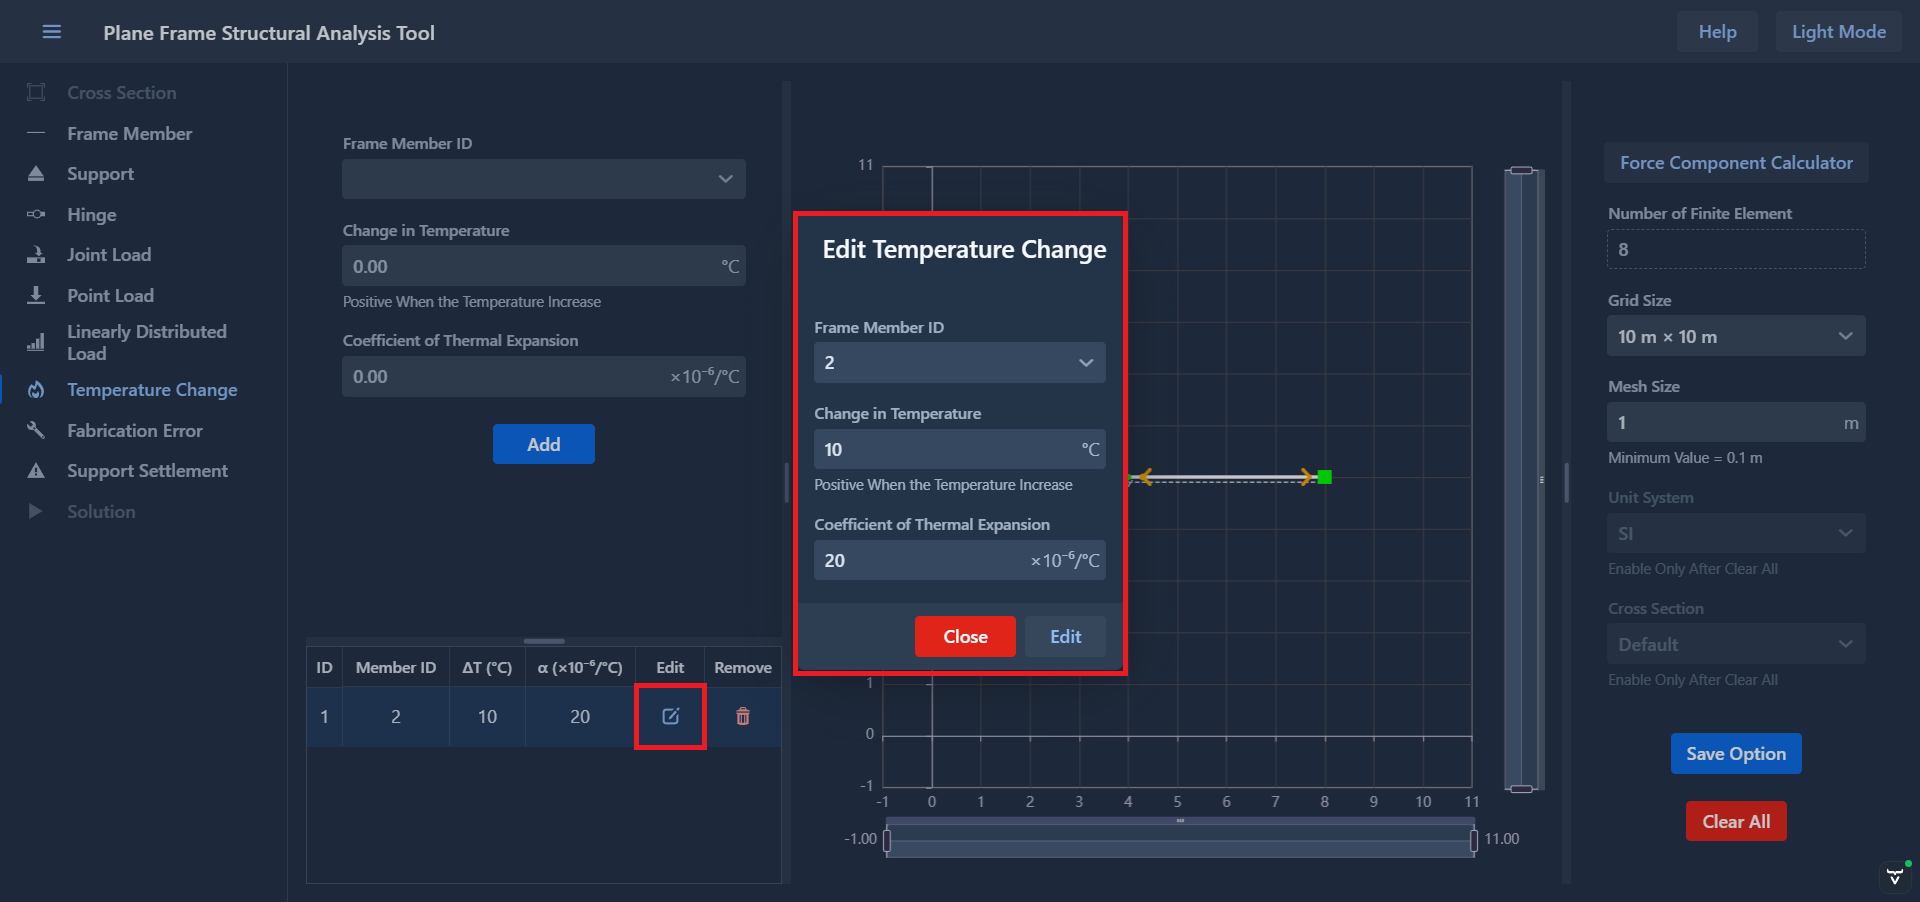 Plane Frame Structural Analysis Tool
Help
Light Mode
Cross Section
Frame Member
Support
Hinge
Joint Load
Point Load
Linearly Distributed
Load
Temperature Change
Fabrication Error
Support Settlement
Solution
Frame Member ID
Change in Temperature
0.00 °C
Positive When the Temperature Increase
Coefficient of Thermal Expansion
0.00 ×10⁻⁶/°C
Add
ID Member ID ΔT (°C) α (×10⁻⁶/°C) Edit Remove
1 2 10 20
11
1
0
-1
-1 0 1 2 3 4 5 6 7 8 9 10 11
-1.00 11.00
Edit Temperature Change
Frame Member ID
2
Change in Temperature
10 °C
Positive When the Temperature Increase
Coefficient of Thermal Expansion
20 ×10⁻⁶/°C
Close Edit
Force Component Calculator
Number of Finite Element
8
Grid Size
10 m × 10 m
Mesh Size
1 m
Minimum Value = 0.1 m
Unit System
SI
Enable Only After Clear All
Cross Section
Default
Enable Only After Clear All
Save Option
Clear All